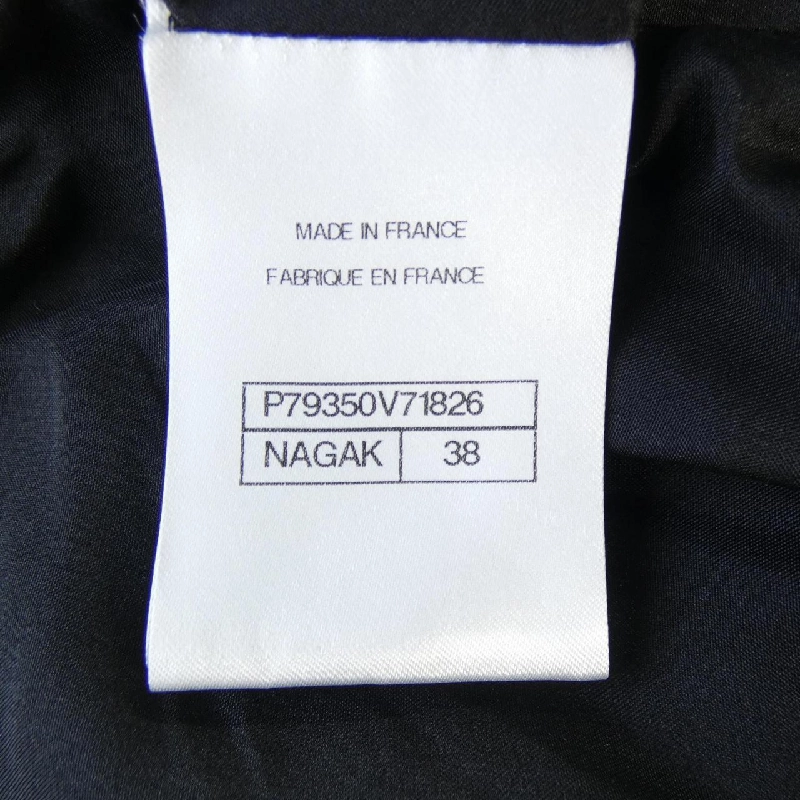 MADE IN FRANCE
FABRIQUE EN FRANCE
P79350V71826
NAGAK 38